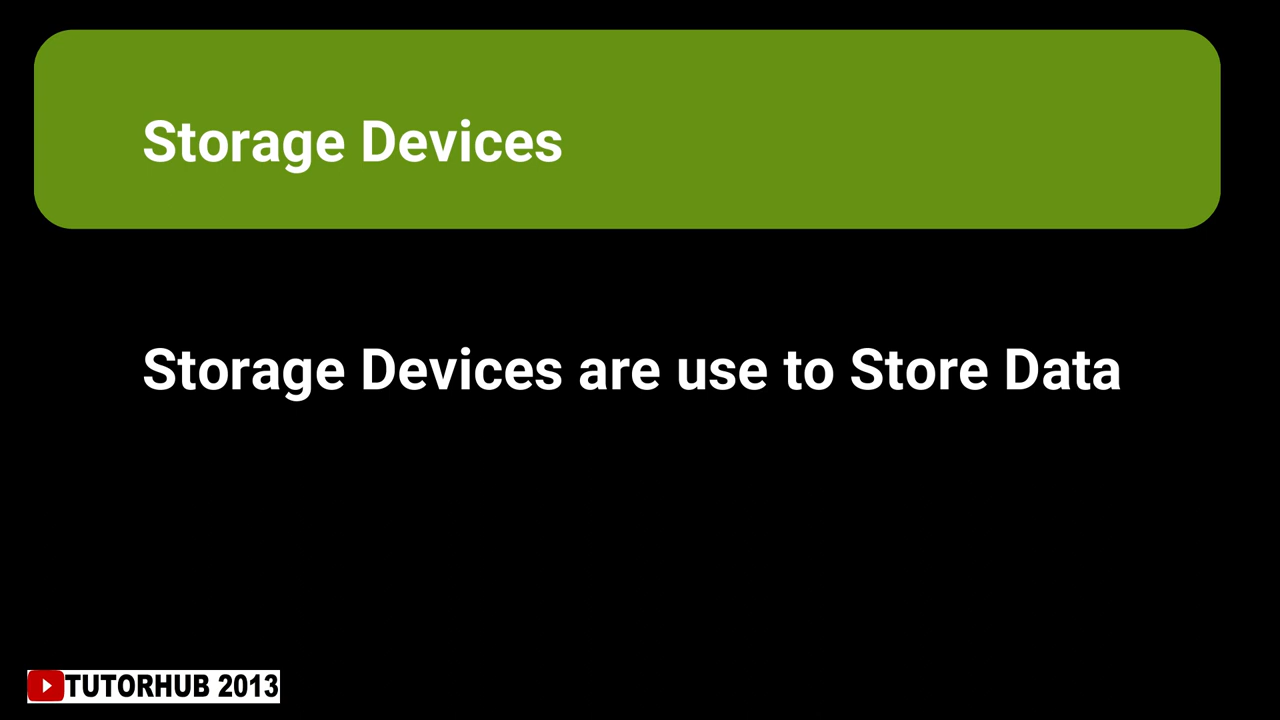 Storage Devices
Storage Devices are use to Store Data
TUTORHUB 2013